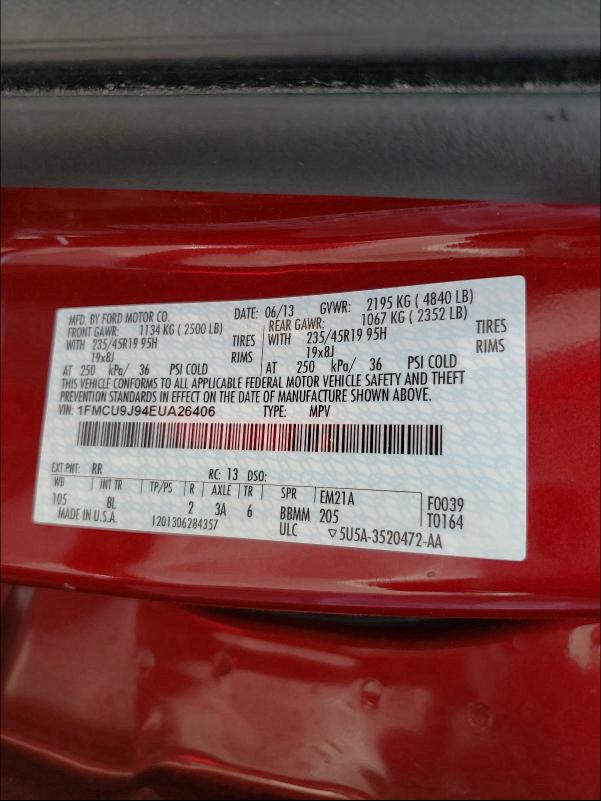 MFD. BY FORD MOTOR CO. DATE: 06/13 GVWR: 2195 KG ( 4840 LB)
FRONT GAWR: 1134 KG ( 2500 LB) REAR GAWR: 1067 KG ( 2352 LB)
WITH 235/45R19 95H TIRES WITH 235/45R19 95H TIRES
19x8J RIMS 19x8J RIMS
AT 250 kPa/ 36 PSI COLD AT 250 kPa/ 36 PSI COLD
THIS VEHICLE CONFORMS TO ALL APPLICABLE FEDERAL MOTOR VEHICLE SAFETY AND THEFT
PREVENTION STANDARDS IN EFFECT ON THE DATE OF MANUFACTURE SHOWN ABOVE.
VIN: 1FMCU9J94EUA26406 TYPE: MPV
EXT PNT: RR RC: 13 DSO:
WB INT TR TP/PS R AXLE TR SPR EM21A F0039
105 8L 2 3A 6 BBMM 205 T0164
MADE IN U.S.A. 1201306284357 ULC ▽5U5A-3520472-AA